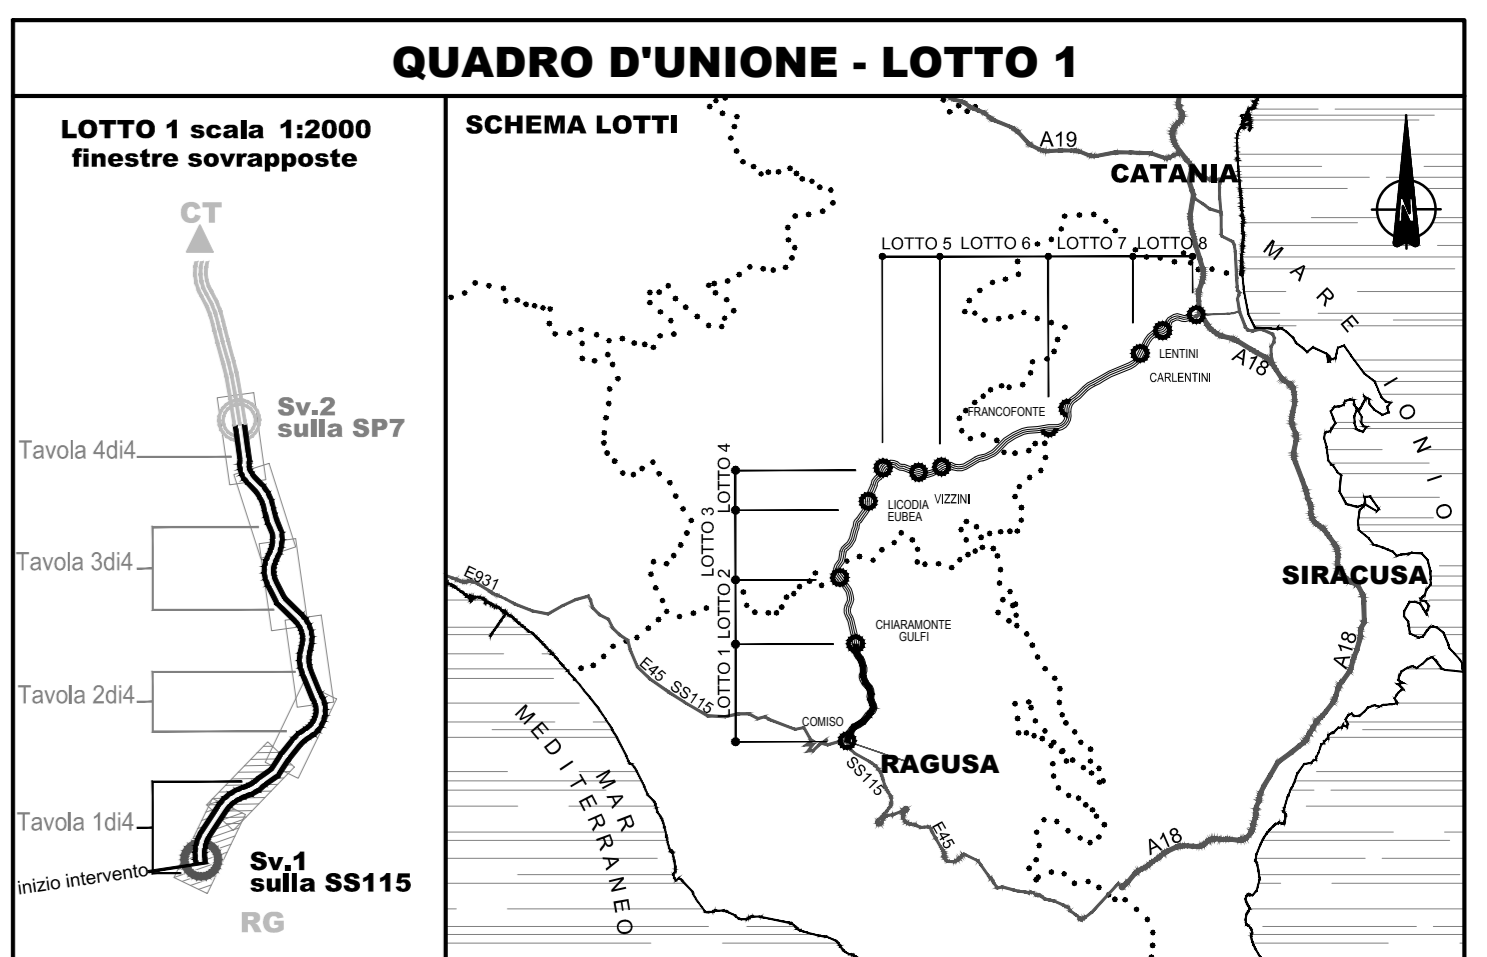 QUADRO D'UNIONE - LOTTO 1
LOTTO 1 scala 1:2000
finestre sovrapposte
CT
Sv.2
sulla SP7
Tavola 4di4
Tavola 3di4
Tavola 2di4
Tavola 1di4
inizio intervento
Sv.1
sulla SS115
RG
SCHEMA LOTTI
A19
CATANIA
N
LOTTO 5
LOTTO 6
LOTTO 7
LOTTO 8
MARE
IONIO
LENTINI
CARLENTINI
A18
FRANCOFONTE
LOTTO 4
LOTTO 3
LOTTO 2
LOTTO 1
LICODIA
EUBEA
VIZZINI
E931
SIRACUSA
CHIARAMONTE
GULFI
A18
E45
SS115
COMISO
RAGUSA
SS115
E45
A18
MAR
MEDITERRANEO